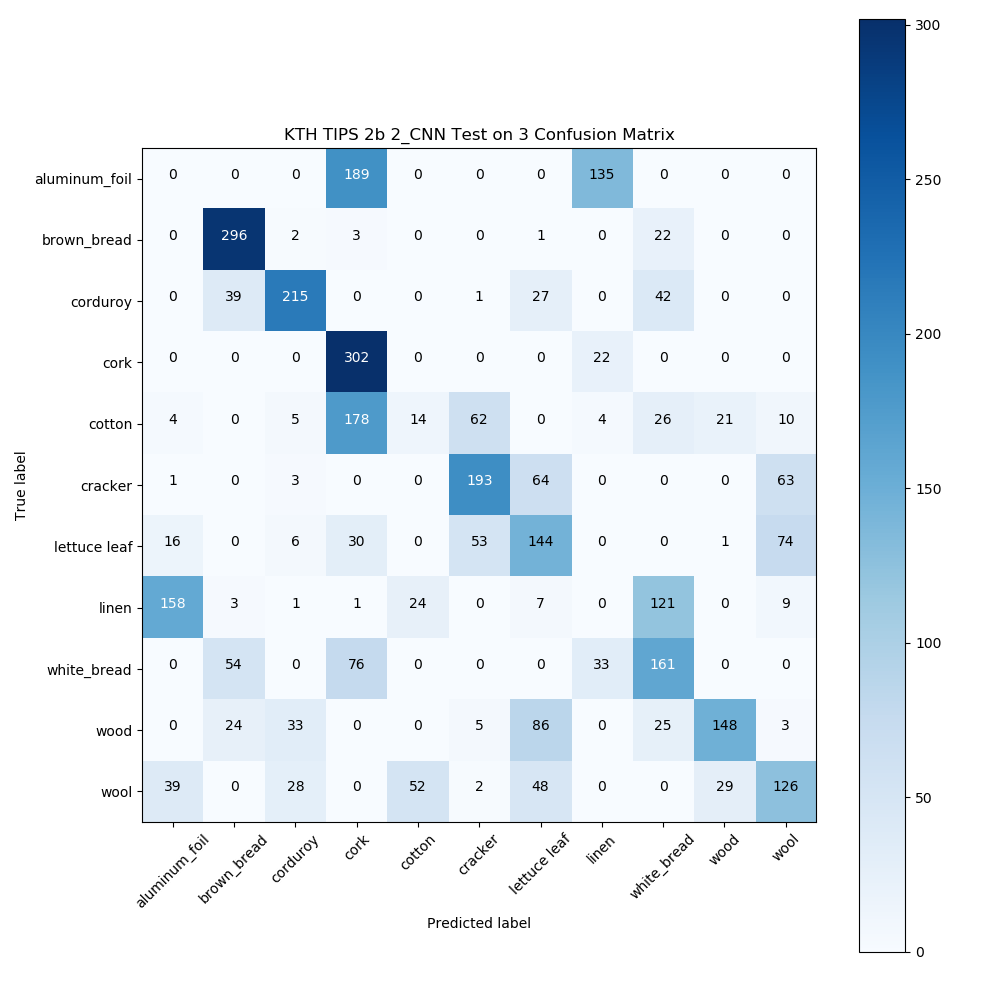 KTH TIPS 2b 2_CNN Test on 3 Confusion Matrix
True label
aluminum_foil 0 0 0 189 0 0 0 135 0 0 0
brown_bread 0 296 2 3 0 0 1 0 22 0 0
corduroy 0 39 215 0 0 1 27 0 42 0 0
cork 0 0 0 302 0 0 0 22 0 0 0
cotton 4 0 5 178 14 62 0 4 26 21 10
cracker 1 0 3 0 0 193 64 0 0 0 63
lettuce leaf 16 0 6 30 0 53 144 0 0 1 74
linen 158 3 1 1 24 0 7 0 121 0 9
white_bread 0 54 0 76 0 0 0 33 161 0 0
wood 0 24 33 0 0 5 86 0 25 148 3
wool 39 0 28 0 52 2 48 0 0 29 126
aluminum_foil brown_bread corduroy cork cotton cracker lettuce leaf linen white_bread wood wool
Predicted label
300
250
200
150
100
50
0